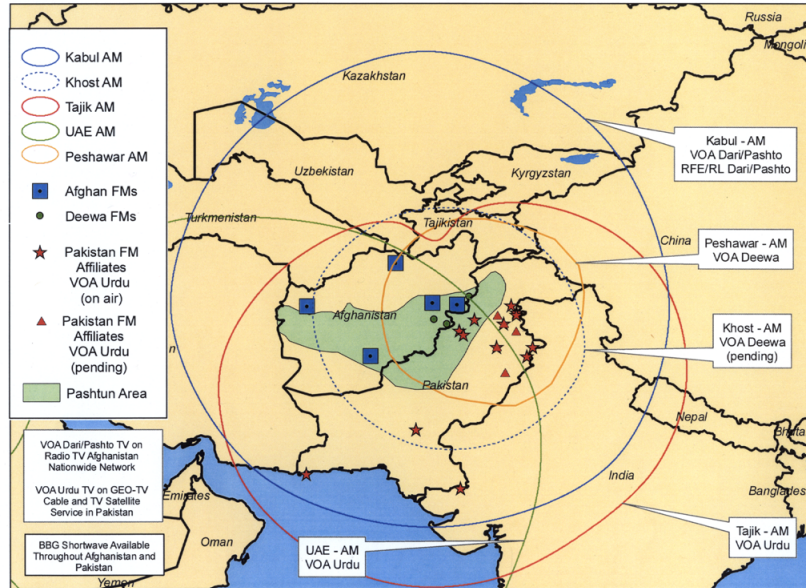 Kabul AM
Khost AM
Tajik AM
UAE AM
Peshawar AM
Afghan FMs
Deewa FMs
Pakistan FM
Affiliates
VOA Urdu
(on air)
Pakistan FM
Affiliates
VOA Urdu
(pending)
Pashtun Area
VOA Dari/Pashto TV on
Radio TV Afghanistan
Nationwide Network
VOA Urdu TV on GEO-TV
Cable and TV Satellite
Service in Pakistan
BBG Shortwave Available
Throughout Afghanistan and
Pakistan
Russia
Mongoli
Kazakhstan
Uzbekistan
Kyrgyzstan
Turkmenistan
Tajikistan
China
Afghanistan
Pakistan
n
Nepal
Bhuta
India
Bangladesh
Emirates
Oman
Yemen
Kabul - AM
VOA Dari/Pashto
RFE/RL Dari/Pashto
Peshawar - AM
VOA Deewa
Khost - AM
VOA Deewa
(pending)
Tajik - AM
VOA Urdu
UAE - AM
VOA Urdu